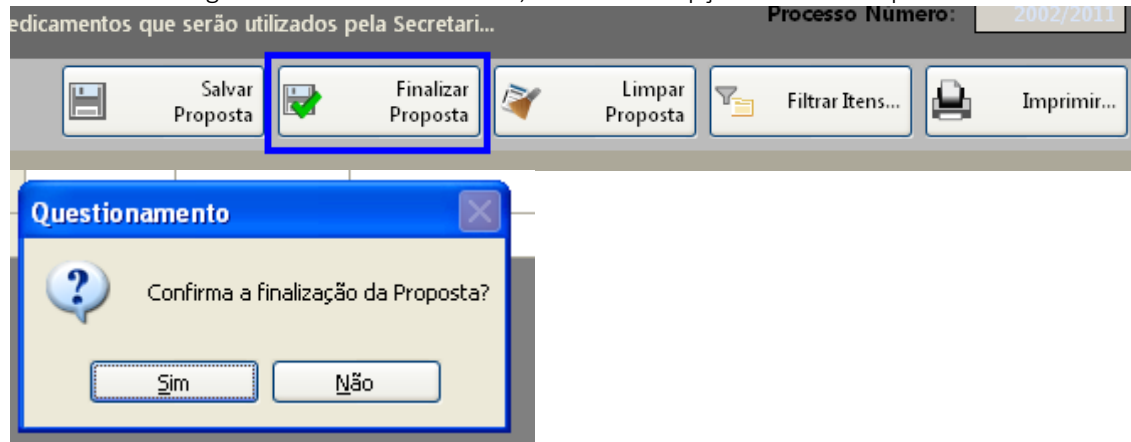 edicamentos que serão utilizados pela Secretari...
Processo Número: 2002/2011
Salvar
Proposta
Finalizar
Proposta
Limpar
Proposta
Filtrar Itens...
Imprimir...
Questionamento
Confirma a finalização da Proposta?
Sim
Não